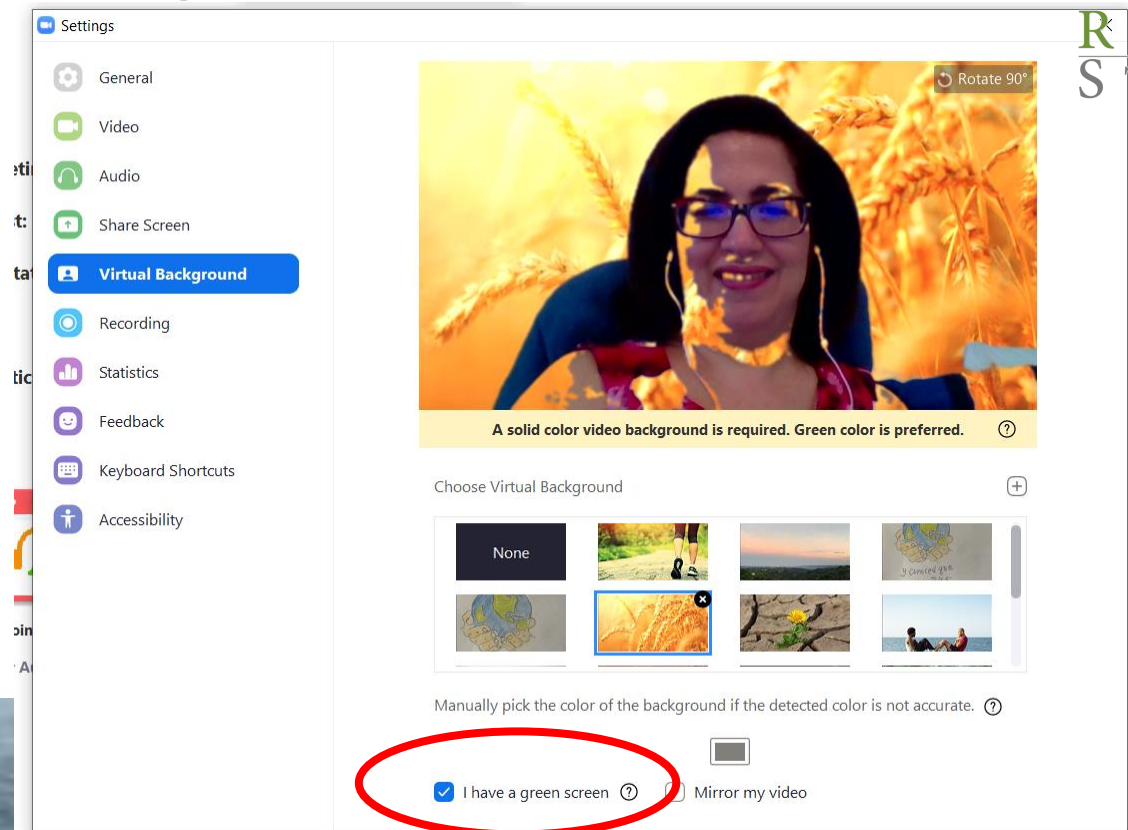 Settings
R
S
General
Rotate 90°
Video
Audio
Share Screen
Virtual Background
Recording
Statistics
Feedback
Keyboard Shortcuts
Accessibility
A solid color video background is required. Green color is preferred.
Choose Virtual Background
None
Manually pick the color of the background if the detected color is not accurate.
I have a green screen
Mirror my video